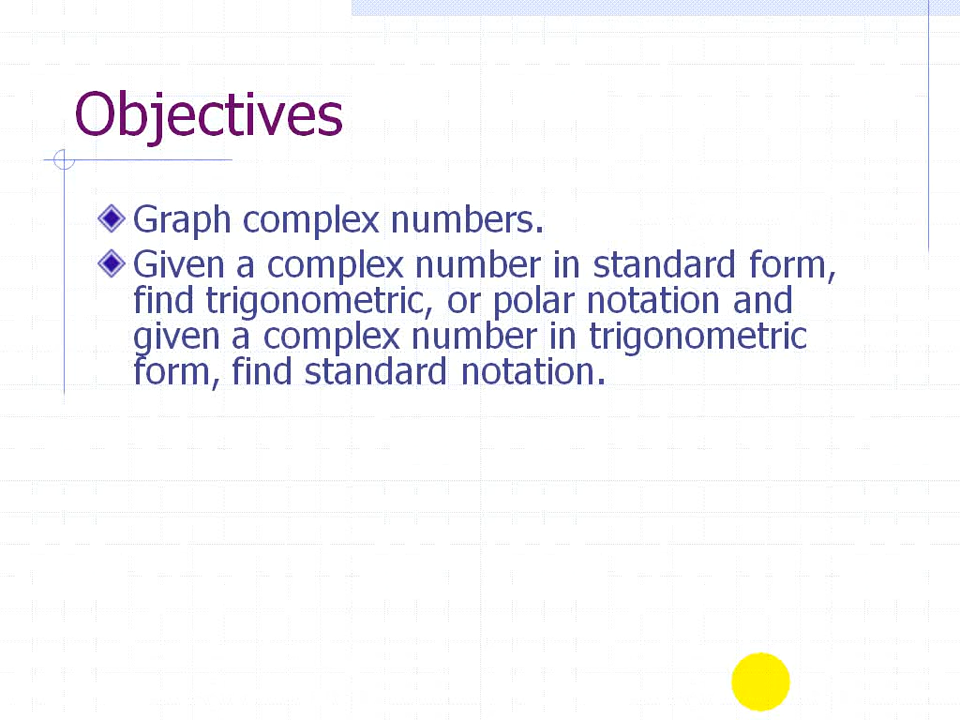 Objectives
Graph complex numbers.
Given a complex number in standard form,
find trigonometric, or polar notation and
given a complex number in trigonometric
form, find standard notation.